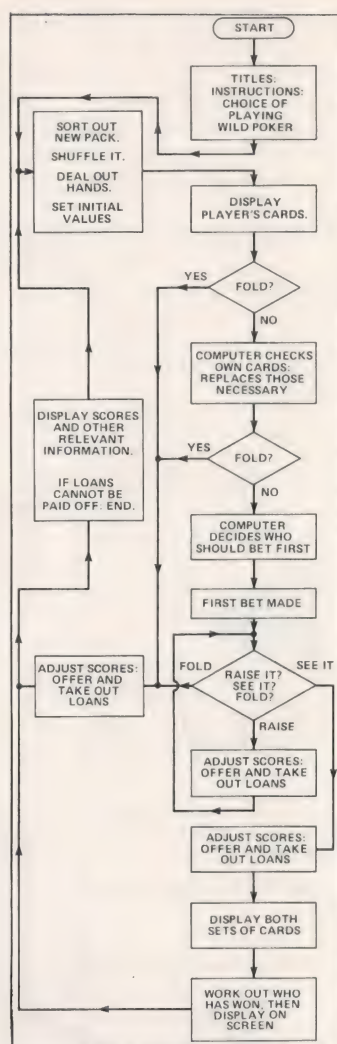 START
TITLES:
INSTRUCTIONS:
CHOICE OF
PLAYING
WILD POKER
SORT OUT
NEW PACK.
SHUFFLE IT.
DEAL OUT
HANDS.
SET INITIAL
VALUES
DISPLAY
PLAYER'S CARDS.
YES
FOLD?
NO
COMPUTER CHECKS
OWN CARDS:
REPLACES THOSE
NECESSARY
DISPLAY SCORES
AND OTHER
RELEVANT
INFORMATION.
IF LOANS
CANNOT BE
PAID OFF: END.
YES
FOLD?
NO
COMPUTER
DECIDES WHO
SHOULD BET FIRST
FIRST BET MADE
ADJUST SCORES:
OFFER AND
TAKE OUT
LOANS
FOLD
RAISE IT?
SEE IT?
FOLD?
SEE IT
RAISE
ADJUST SCORES:
OFFER AND TAKE
OUT LOANS
ADJUST SCORES:
OFFER AND TAKE
OUT LOANS
DISPLAY BOTH
SETS OF CARDS
WORK OUT WHO
HAS WON, THEN
DISPLAY ON
SCREEN